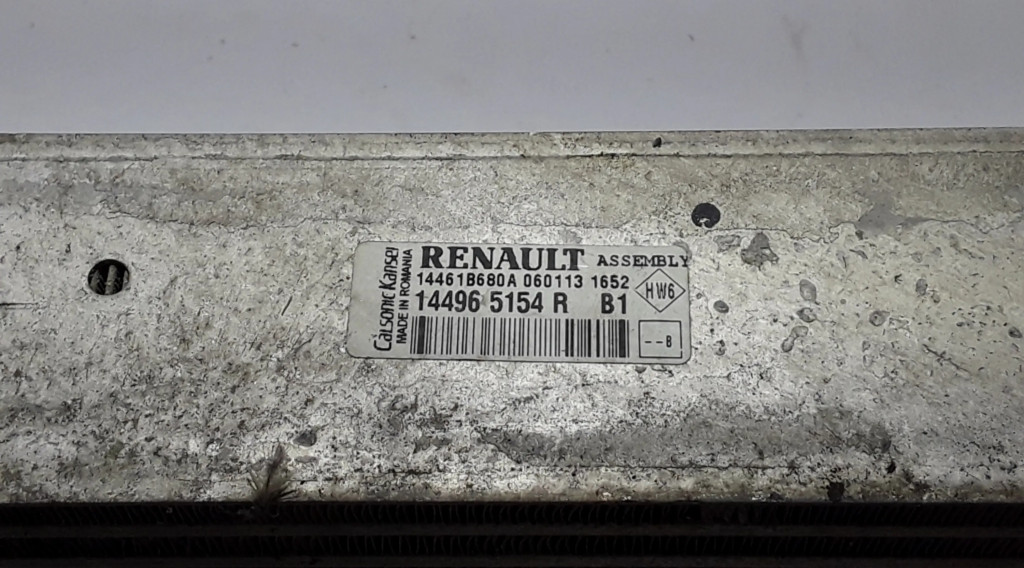 Calsonic Kansei
MADE IN ROMANIA
RENAULT ASSEMBLY
14461B680A 060113 1652
14496 5154 R B1
HW6
--B